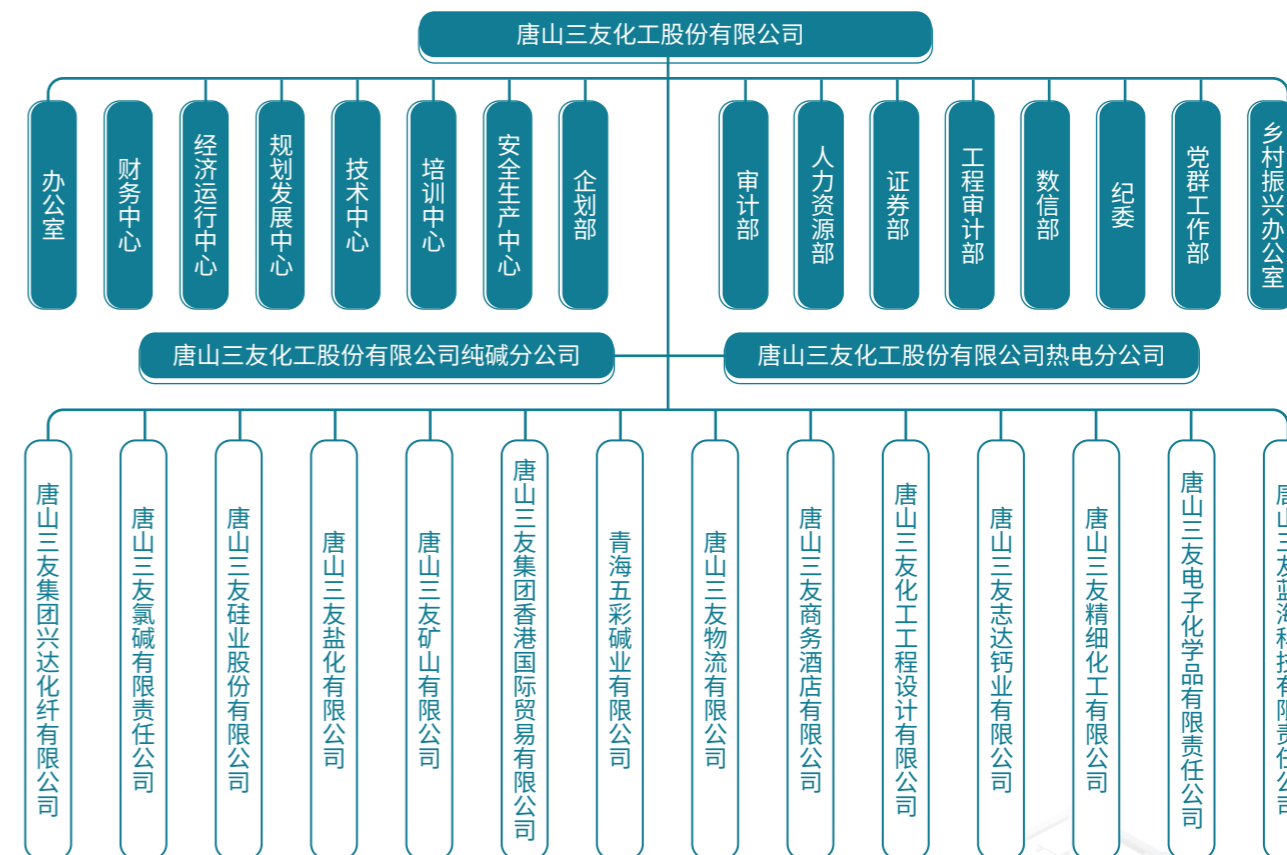 唐山三友化工股份有限公司
办公室
财务中心
经济运行中心
规划发展中心
技术中心
培训中心
安全生产中心
企划部
审计部
人力资源部
证券部
工程审计部
数信部
纪委
党群工作部
乡村振兴办公室
唐山三友化工股份有限公司纯碱分公司
唐山三友化工股份有限公司热电分公司
唐山三友集团兴达化纤有限公司
唐山三友氯碱有限责任公司
唐山三友硅业股份有限公司
唐山三友盐化有限公司
唐山三友矿山有限公司
唐山三友集团香港国际贸易有限公司
青海五彩碱业有限公司
唐山三友物流有限公司
唐山三友商务酒店有限公司
唐山三友化工工程设计有限公司
唐山三友志达钙业有限公司
唐山三友精细化工有限公司
唐山三友电子化学品有限责任公司
唐山三友蓝海科技有限责任公司